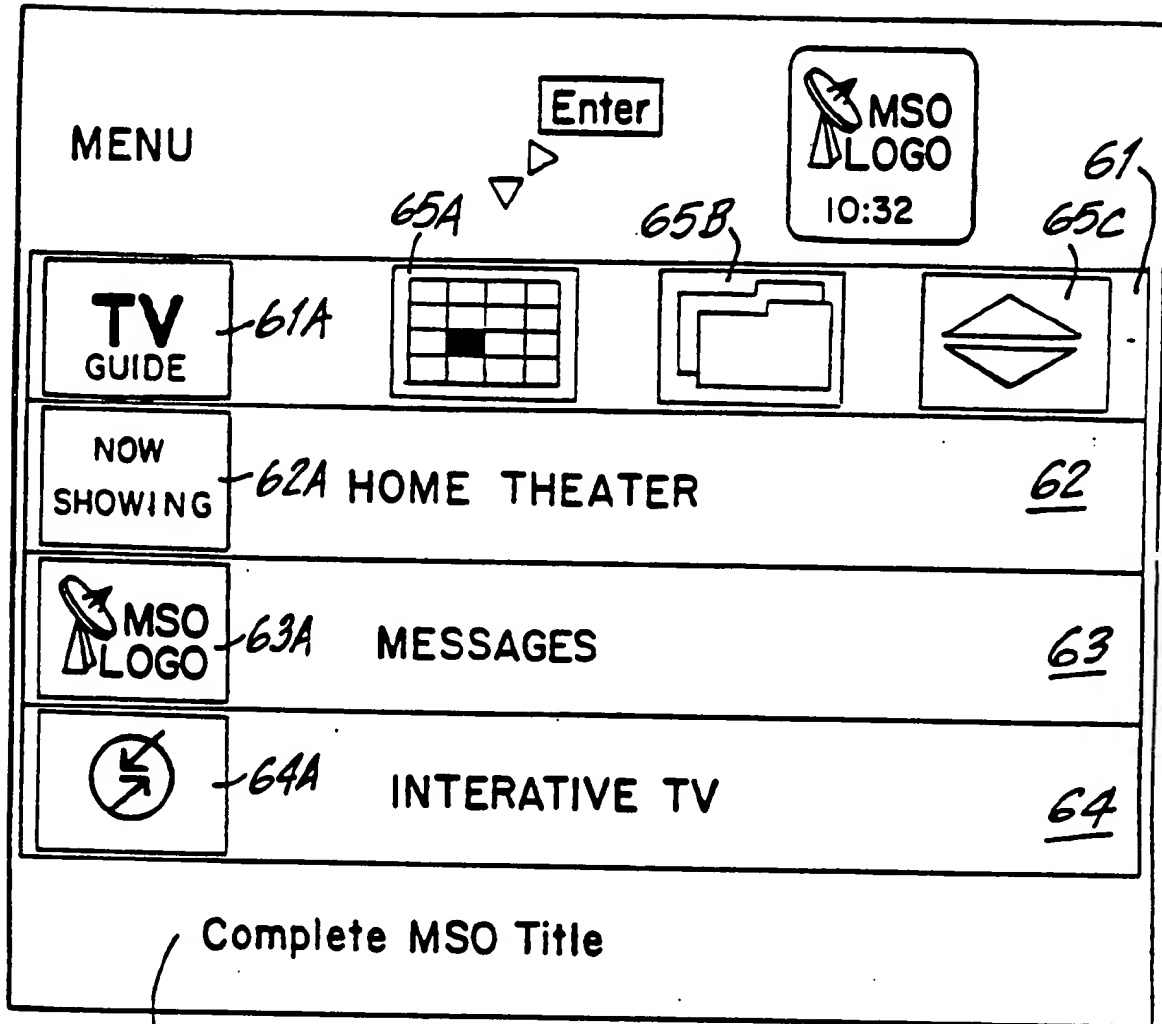 MENU
Enter
MSO
LOGO
10:32
61
65A
65B
65C
TV
GUIDE
61A
NOW
SHOWING
62A
HOME THEATER
62
MSO
LOGO
63A
MESSAGES
63
64A
INTERATIVE TV
64
Complete MSO Title